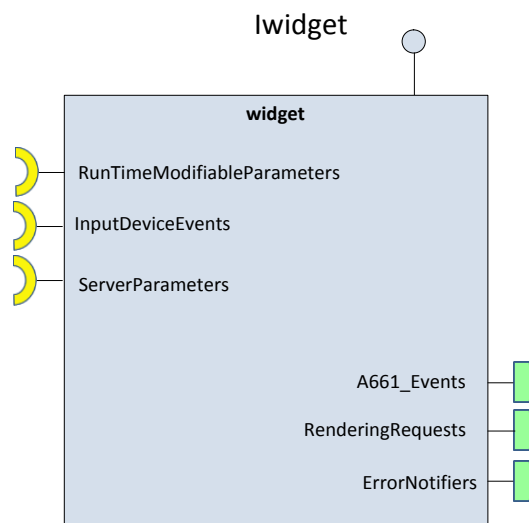 Iwidget
widget
RunTimeModifiableParameters
InputDeviceEvents
ServerParameters
A661_Events
RenderingRequests
ErrorNotifiers